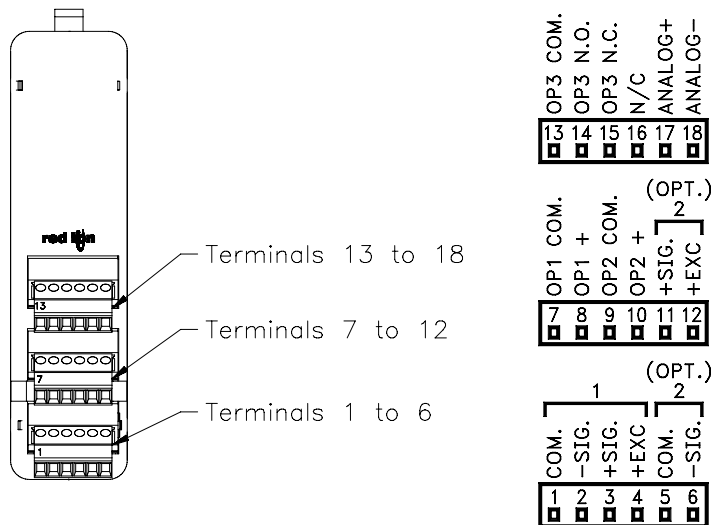 OP3 COM.
OP3 N.O.
OP3 N.C.
N/C
ANALOG+
ANALOG-
13 14 15 16 17 18
red lion
13
Terminals 13 to 18
(OPT.)
2
OP1 COM.
OP1 +
OP2 COM.
OP2 +
+SIG.
+EXC
7 8 9 10 11 12
7
Terminals 7 to 12
(OPT.)
1 2
COM.
-SIG.
+SIG.
+EXC
COM.
-SIG.
1 2 3 4 5 6
1
Terminals 1 to 6